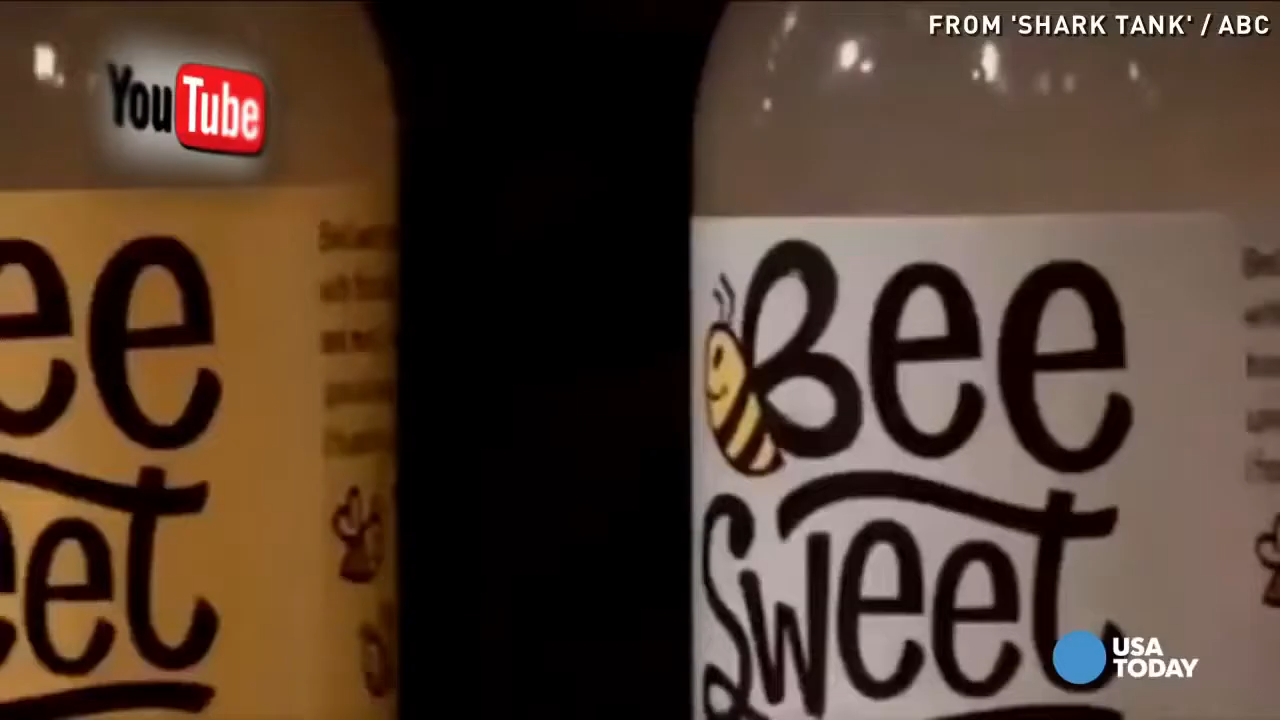 FROM 'SHARK TANK' / ABC
YouTube
ee
eet
Bee
Sweet
USA
TODAY